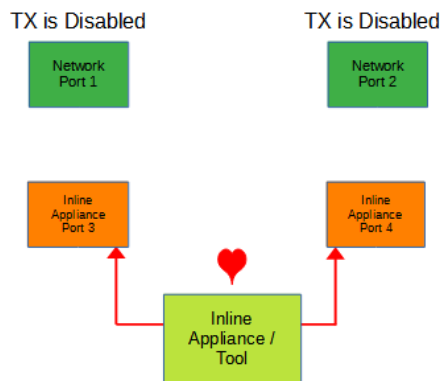 TX is Disabled
TX is Disabled
Network
Port 1
Network
Port 2
Inline
Appliance
Port 3
Inline
Appliance
Port 4
Inline
Appliance /
Tool